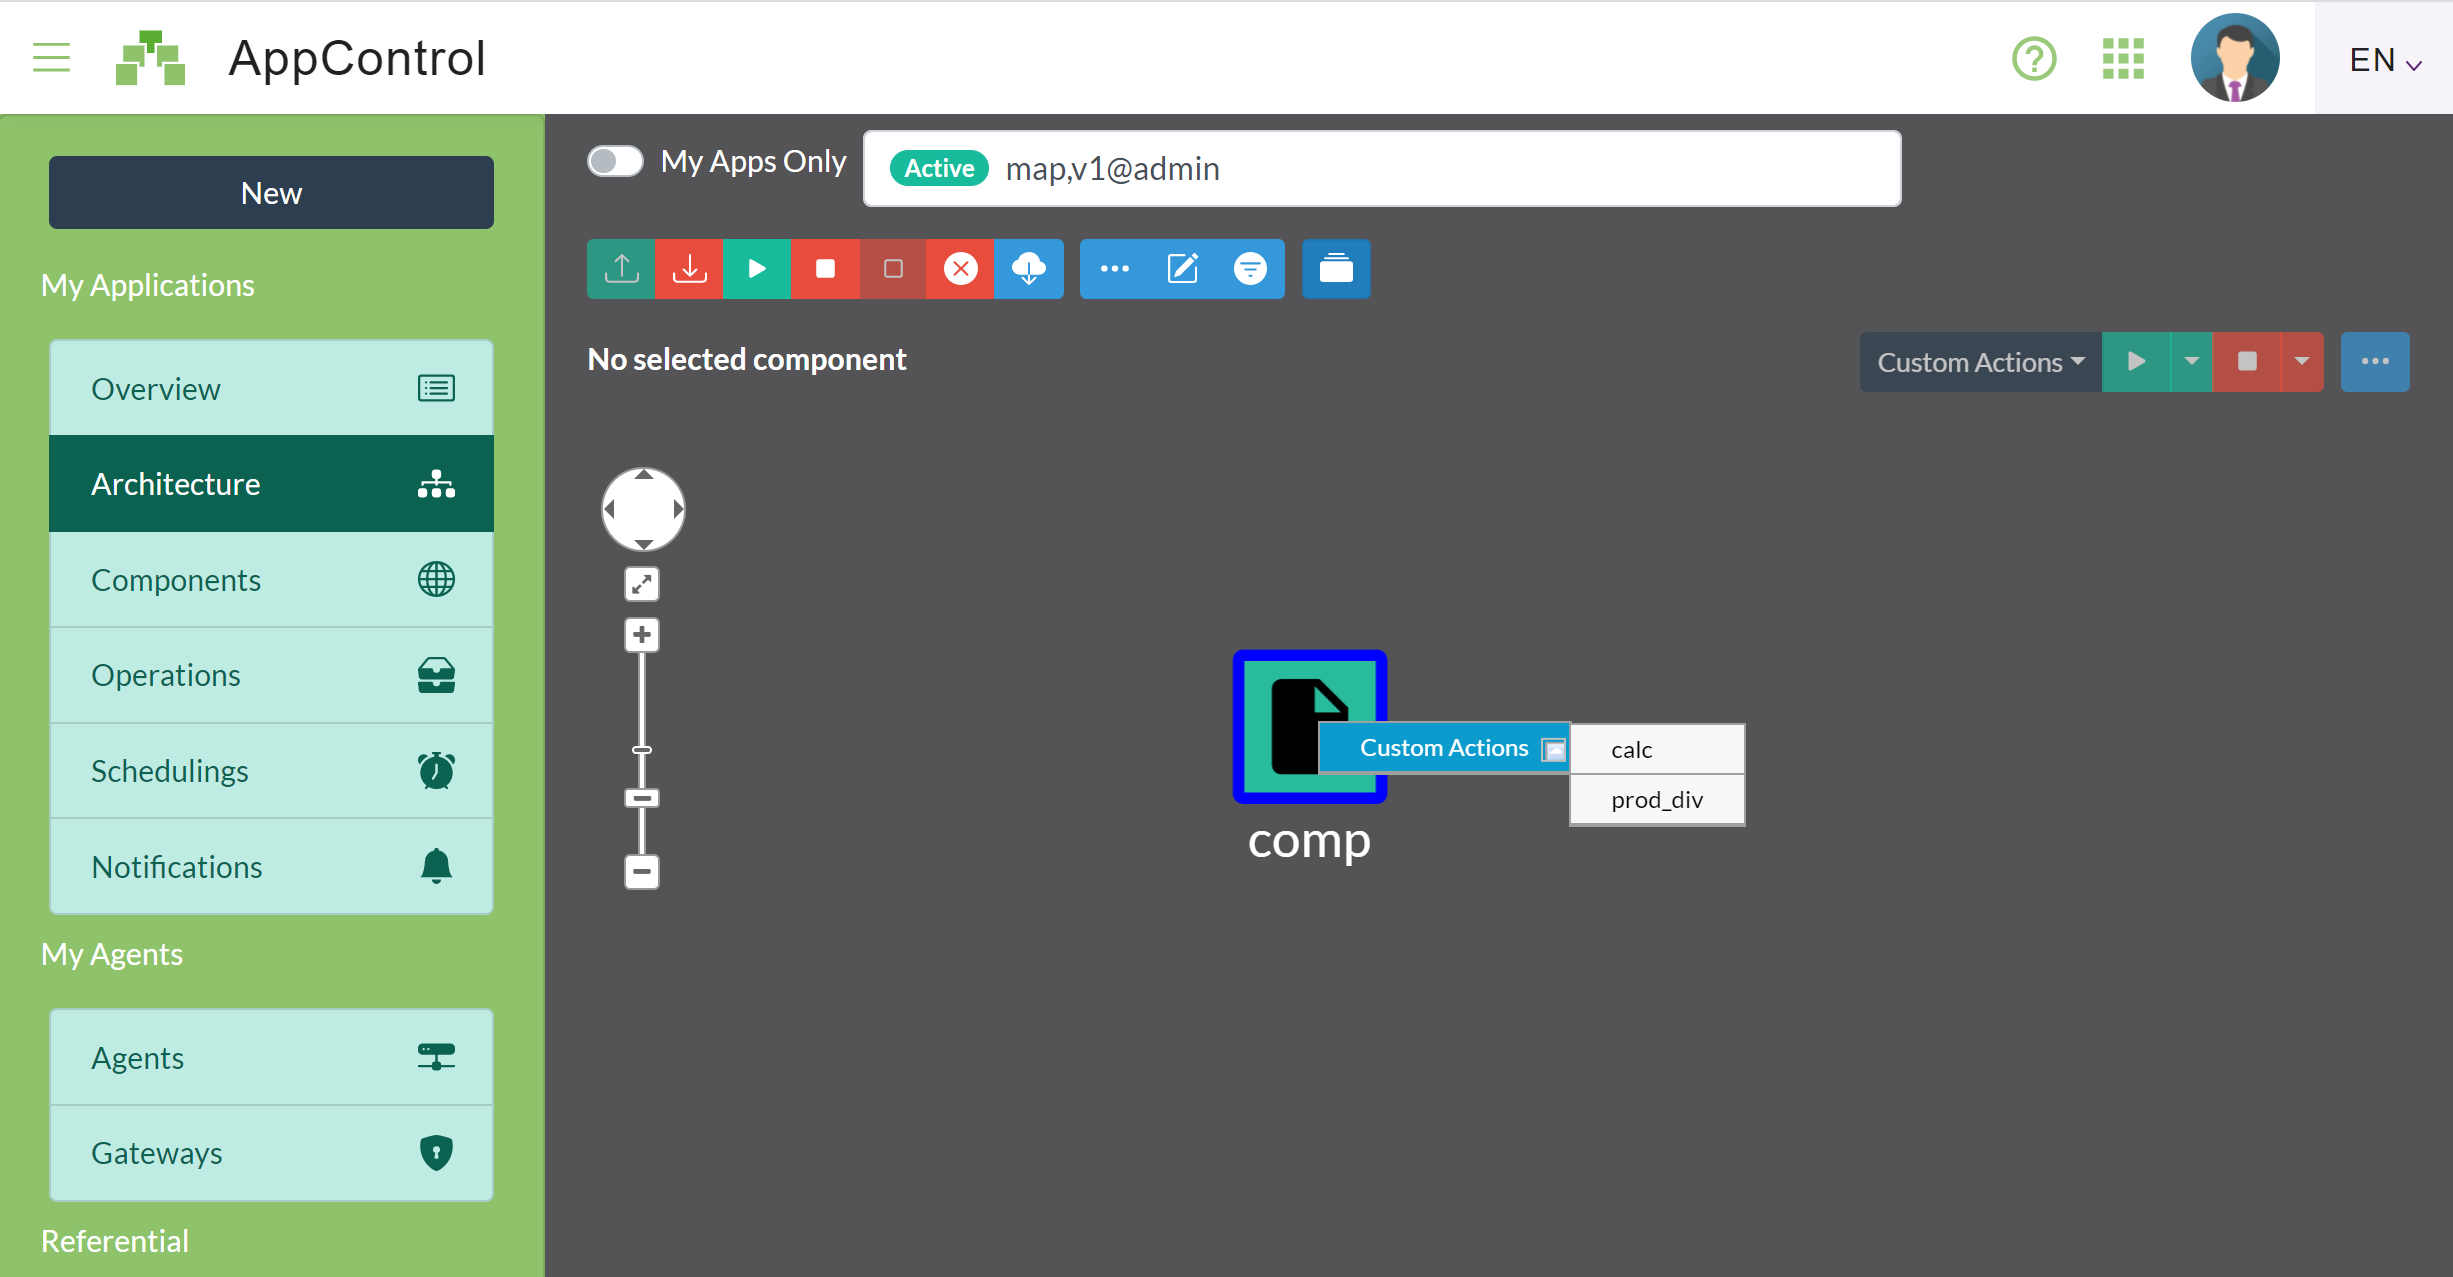 AppControl
EN
New
My Applications
Overview
Architecture
Components
Operations
Schedulings
Notifications
My Agents
Agents
Gateways
Referential
My Apps Only
Active map,v1@admin
No selected component
Custom Actions
Custom Actions
calc
prod_div
comp